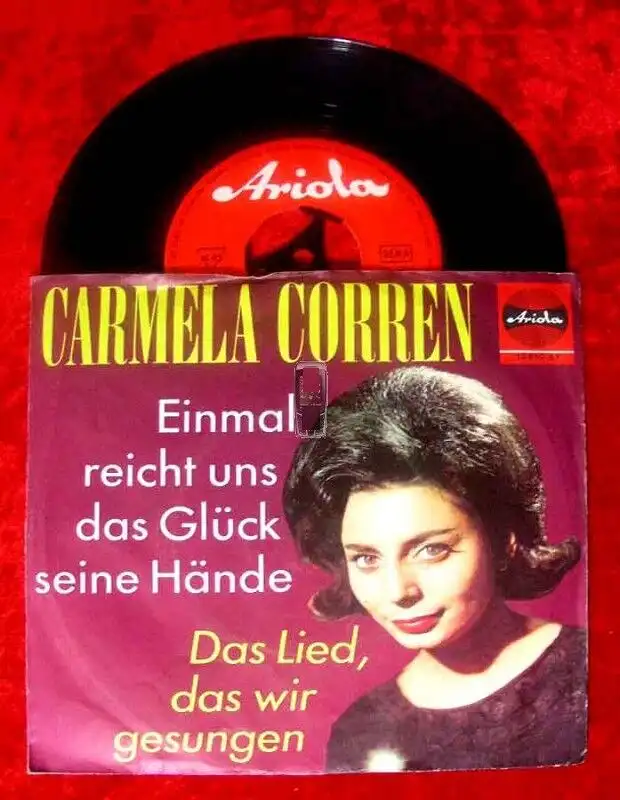 Ariola
CARMELA CORREN
Ariola
Einmal
reicht uns
das Glück
seine Hände
Das Lied,
das wir
gesungen